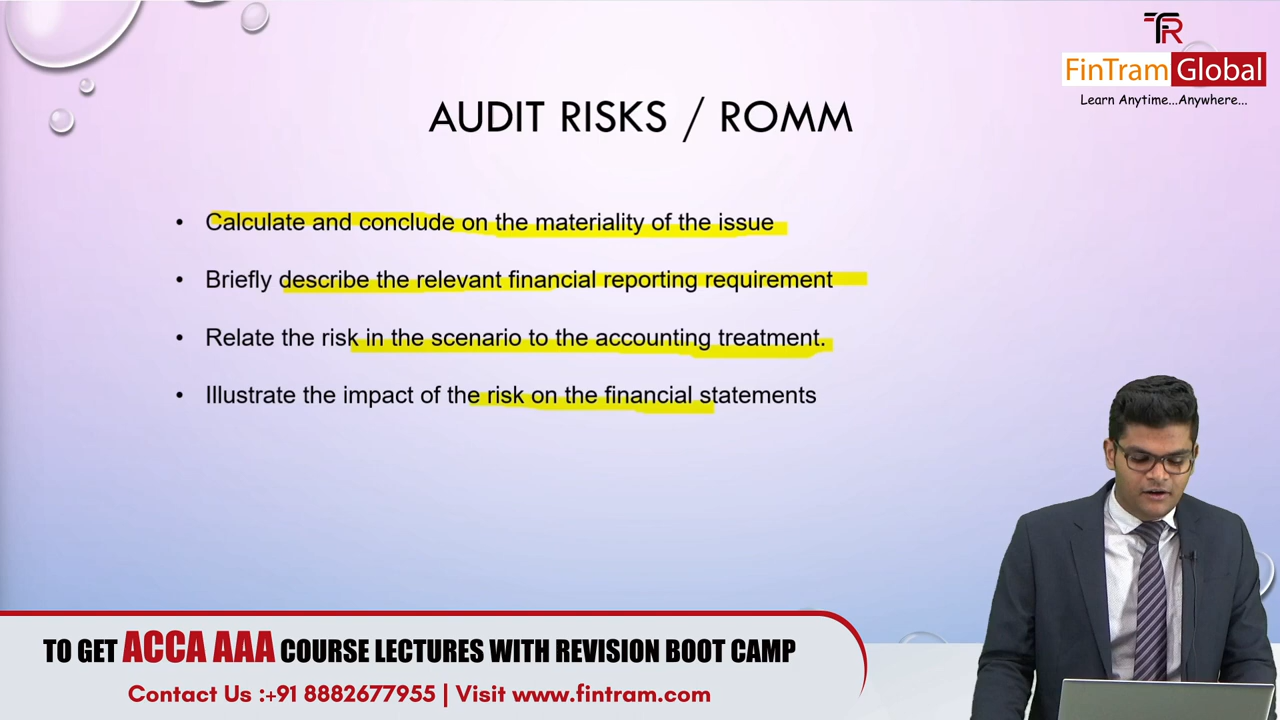 TR
FinTram Global
Learn Anytime...Anywhere...
AUDIT RISKS / ROMM
• Calculate and conclude on the materiality of the issue
• Briefly describe the relevant financial reporting requirement
• Relate the risk in the scenario to the accounting treatment.
• Illustrate the impact of the risk on the financial statements
TO GET ACCA AAA COURSE LECTURES WITH REVISION BOOT CAMP
Contact Us :+91 8882677955 | Visit www.fintram.com